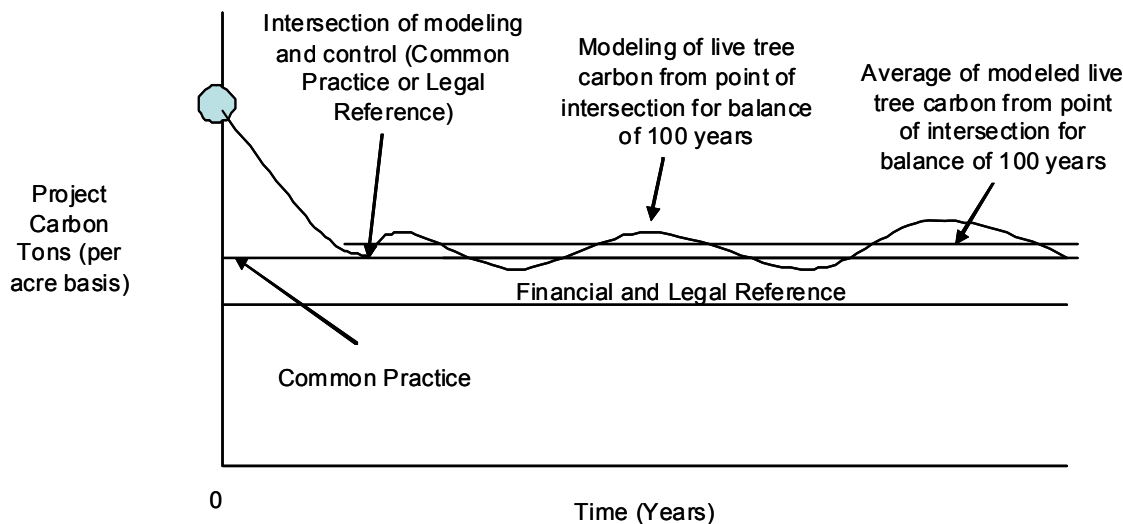 Intersection of modeling
and control (Common
Practice or Legal
Reference)
Modeling of live tree
carbon from point of
intersection for balance
of 100 years
Average of modeled live
tree carbon from point
of intersection for
balance of 100 years
Project
Carbon
Tons (per
acre basis)
Financial and Legal Reference
Common Practice
0
Time (Years)